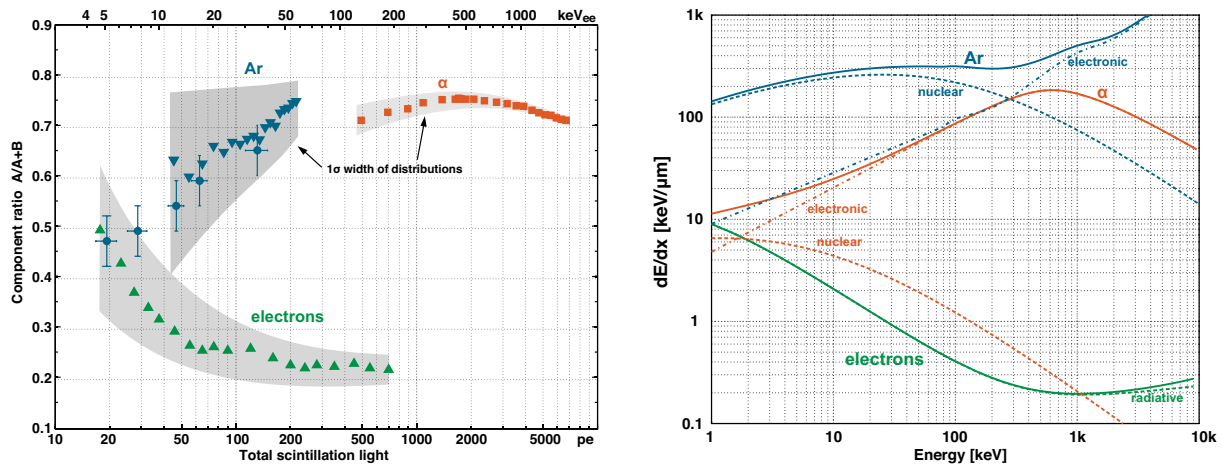 4 5 10 20 50 100 500 1000 keVee
0.9
0.8
0.7
0.6
0.5
0.4
0.3
0.2
0.1
Component ratio A/A+B
Ar
α
1σ width of distributions
electrons
10 20 50 100 200 500 1000 2000 5000 pe
Total scintillation light
1k
100
10
1
0.1
dE/dx [keV/µm]
Ar
electronic
nuclear
α
electronic
nuclear
electrons
radiative
1 10 100 1k 10k
Energy [keV]